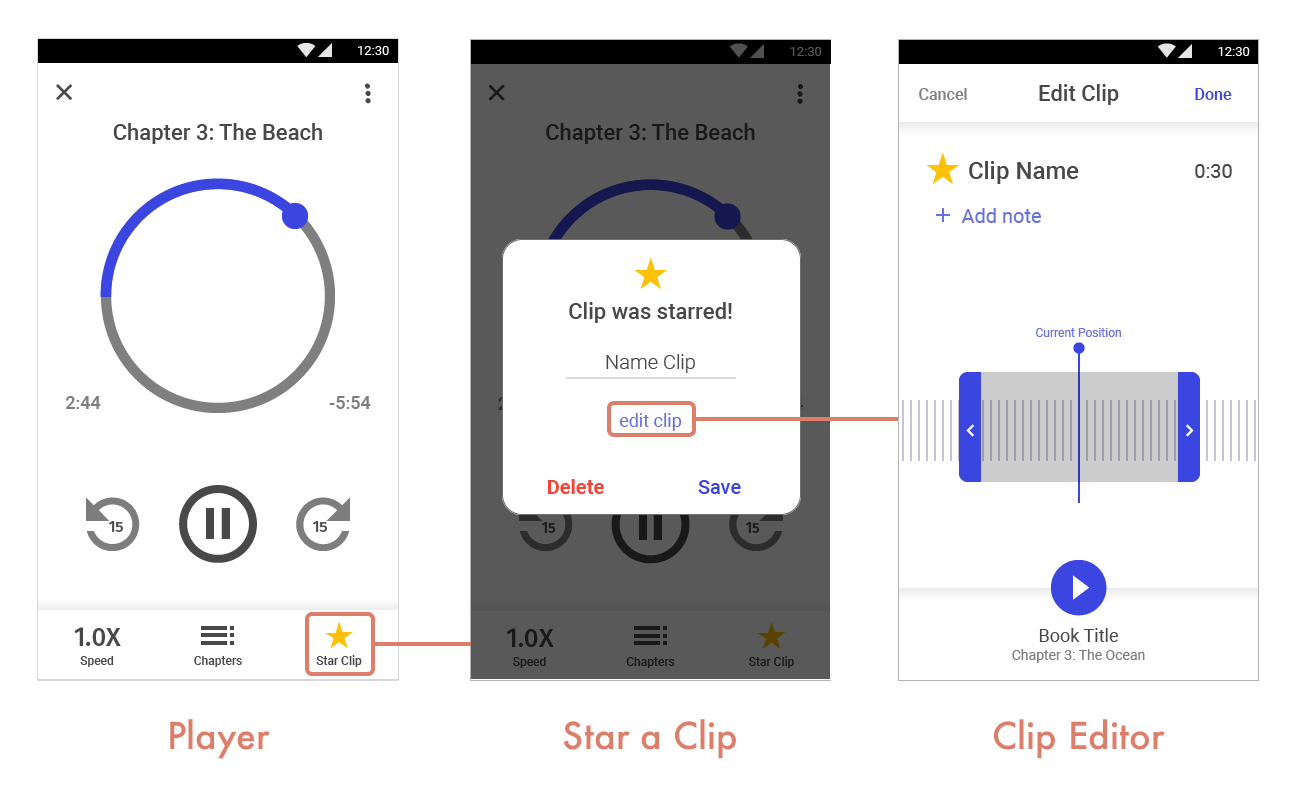 12:30
Chapter 3: The Beach
2:44
-5:54
15
15
1.0X
Speed
Chapters
Star Clip
Player
12:30
Chapter 3: The Beach
Clip was starred!
Name Clip
edit clip
Delete
Save
15
15
1.0X
Speed
Chapters
Star Clip
Star a Clip
12:30
Cancel
Edit Clip
Done
Clip Name
0:30
+ Add note
Current Position
Book Title
Chapter 3: The Ocean
Clip Editor